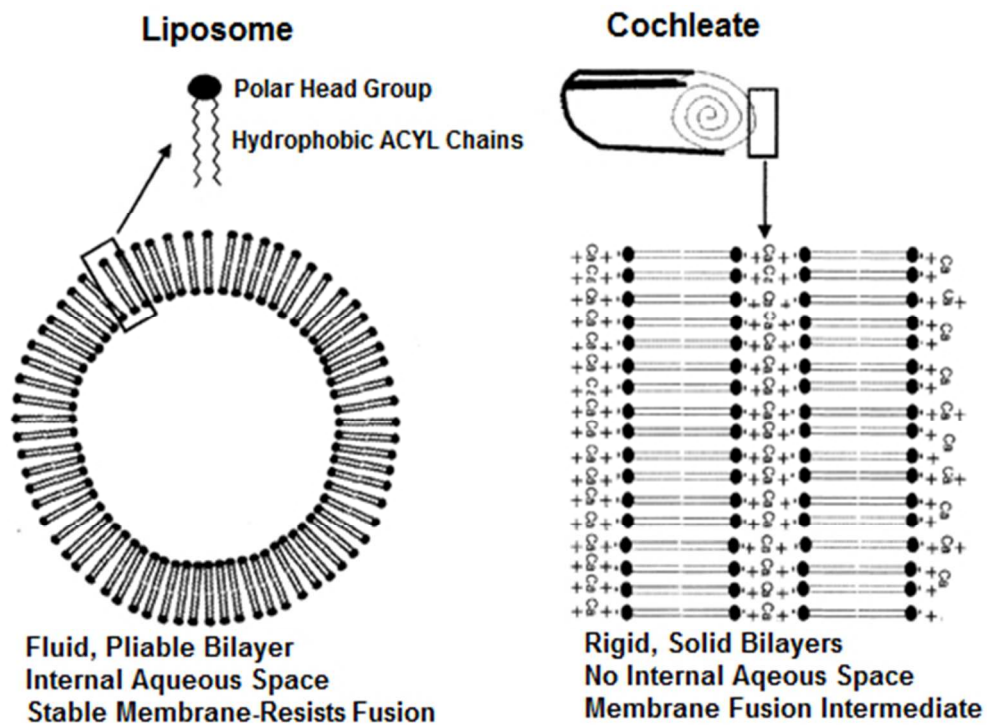 Liposome
Polar Head Group
Hydrophobic ACYL Chains
Fluid, Pliable Bilayer
Internal Aqueous Space
Stable Membrane-Resists Fusion
Cochleate
Rigid, Solid Bilayers
No Internal Aqeous Space
Membrane Fusion Intermediate